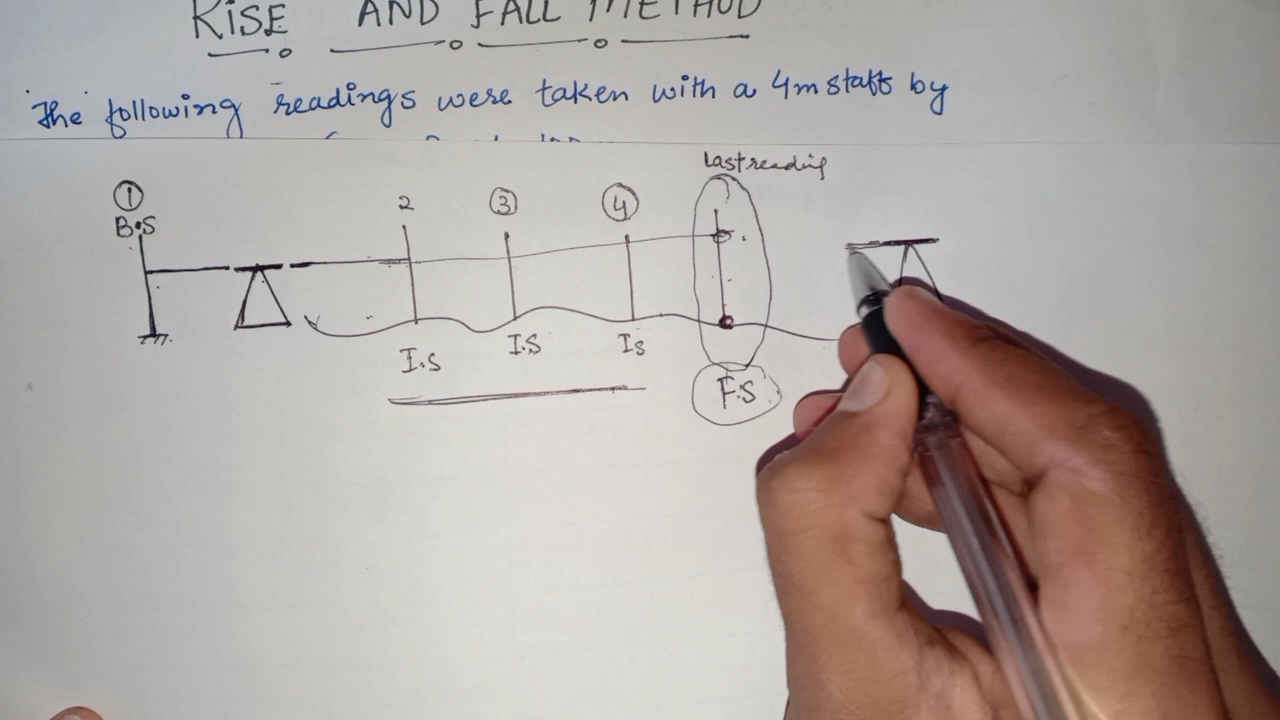 RISE AND FALL METHOD
The following readings were taken with a 4m staff by
Last reading
① 2 ③ ④
B.S
I.S I.S Is
F.S